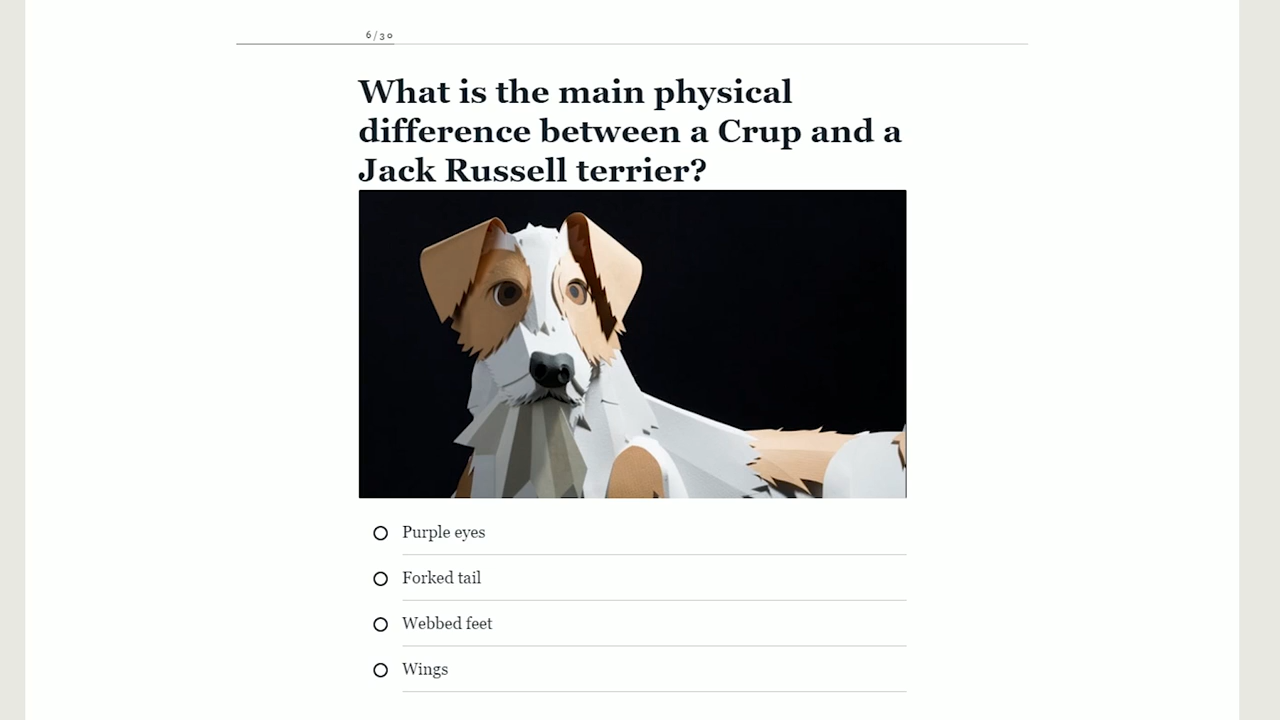 6/30
What is the main physical
difference between a Crup and a
Jack Russell terrier?
Purple eyes
Forked tail
Webbed feet
Wings